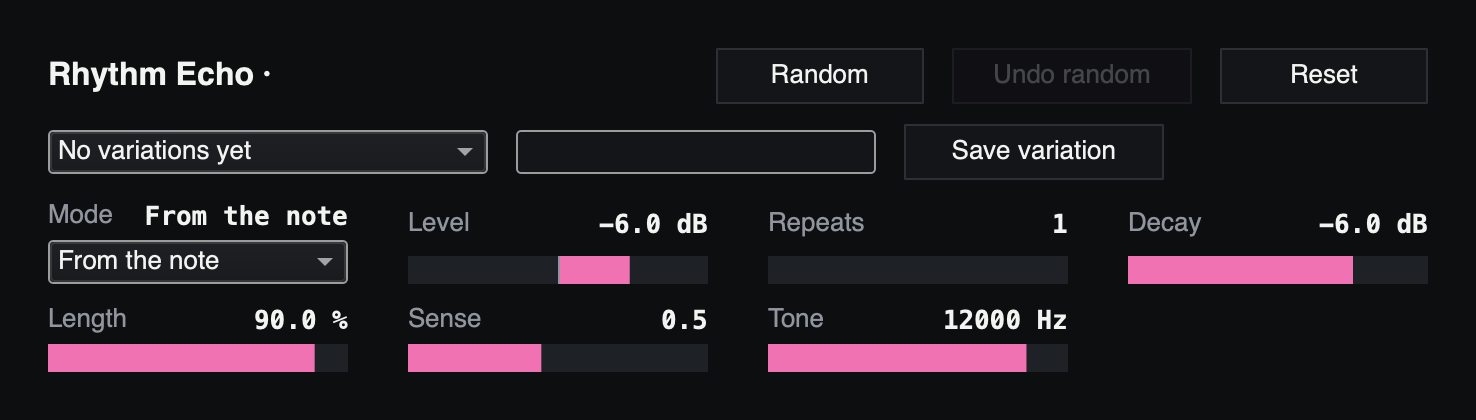 Rhythm Echo ·
Random
Undo random
Reset
No variations yet
Save variation
Mode From the note
Level −6.0 dB
Repeats 1
Decay −6.0 dB
From the note
Length 90.0 %
Sense 0.5
Tone 12000 Hz